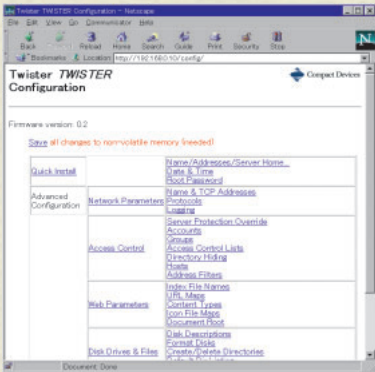 Twister TWISTER Configuration - Netscape
File Edit View Go Communicator Help
Back Reload Home Search Guide Print Security Stop
Bookmarks Location http://192.168.0.10/config/
Twister TWISTER
Configuration
Compact Devices
Firmware version: 0.2
Save all changes to non-volatile memory (needed)
Quick Install
Name/Addresses/Server Home...
Date & Time
Root Password
Advanced
Configuration
Network Parameters
Name & TCP Addresses
Protocols
Logging
Access Control
Server Protection Override
Accounts
Groups
Access Control Lists
Directory Hiding
Hosts
Address Filters
Web Parameters
Index File Names
URL Maps
Content Types
Icon File Maps
Document Root
Disk Drives & Files
Disk Descriptions
Format Disks
Create/Delete Directories
Document: Done